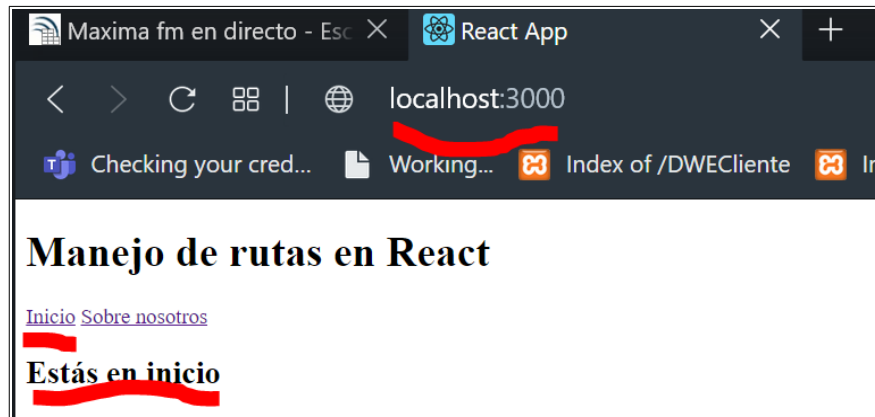 Maxima fm en directo - Esc React App
localhost:3000
Checking your cred... Working... Index of /DWECliente
Manejo de rutas en React
Inicio Sobre nosotros
Estás en inicio